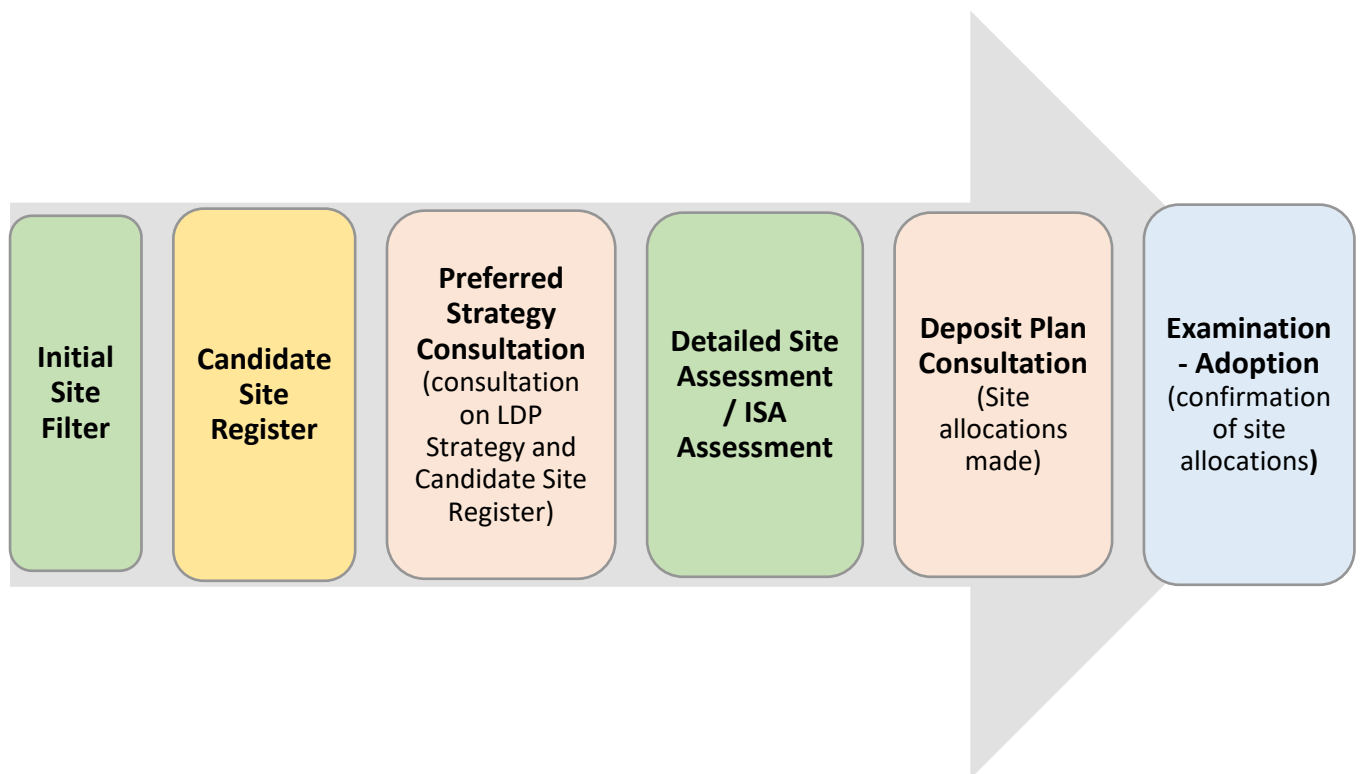 Initial
Site
Filter
Candidate
Site
Register
Preferred
Strategy
Consultation
(consultation
on LDP
Strategy and
Candidate Site
Register)
Detailed Site
Assessment
/ ISA
Assessment
Deposit Plan
Consultation
(Site
allocations
made)
Examination
- Adoption
(confirmation
of site
allocations)